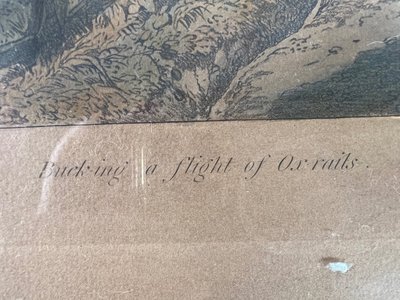 Bucking a flight of Ox rails.